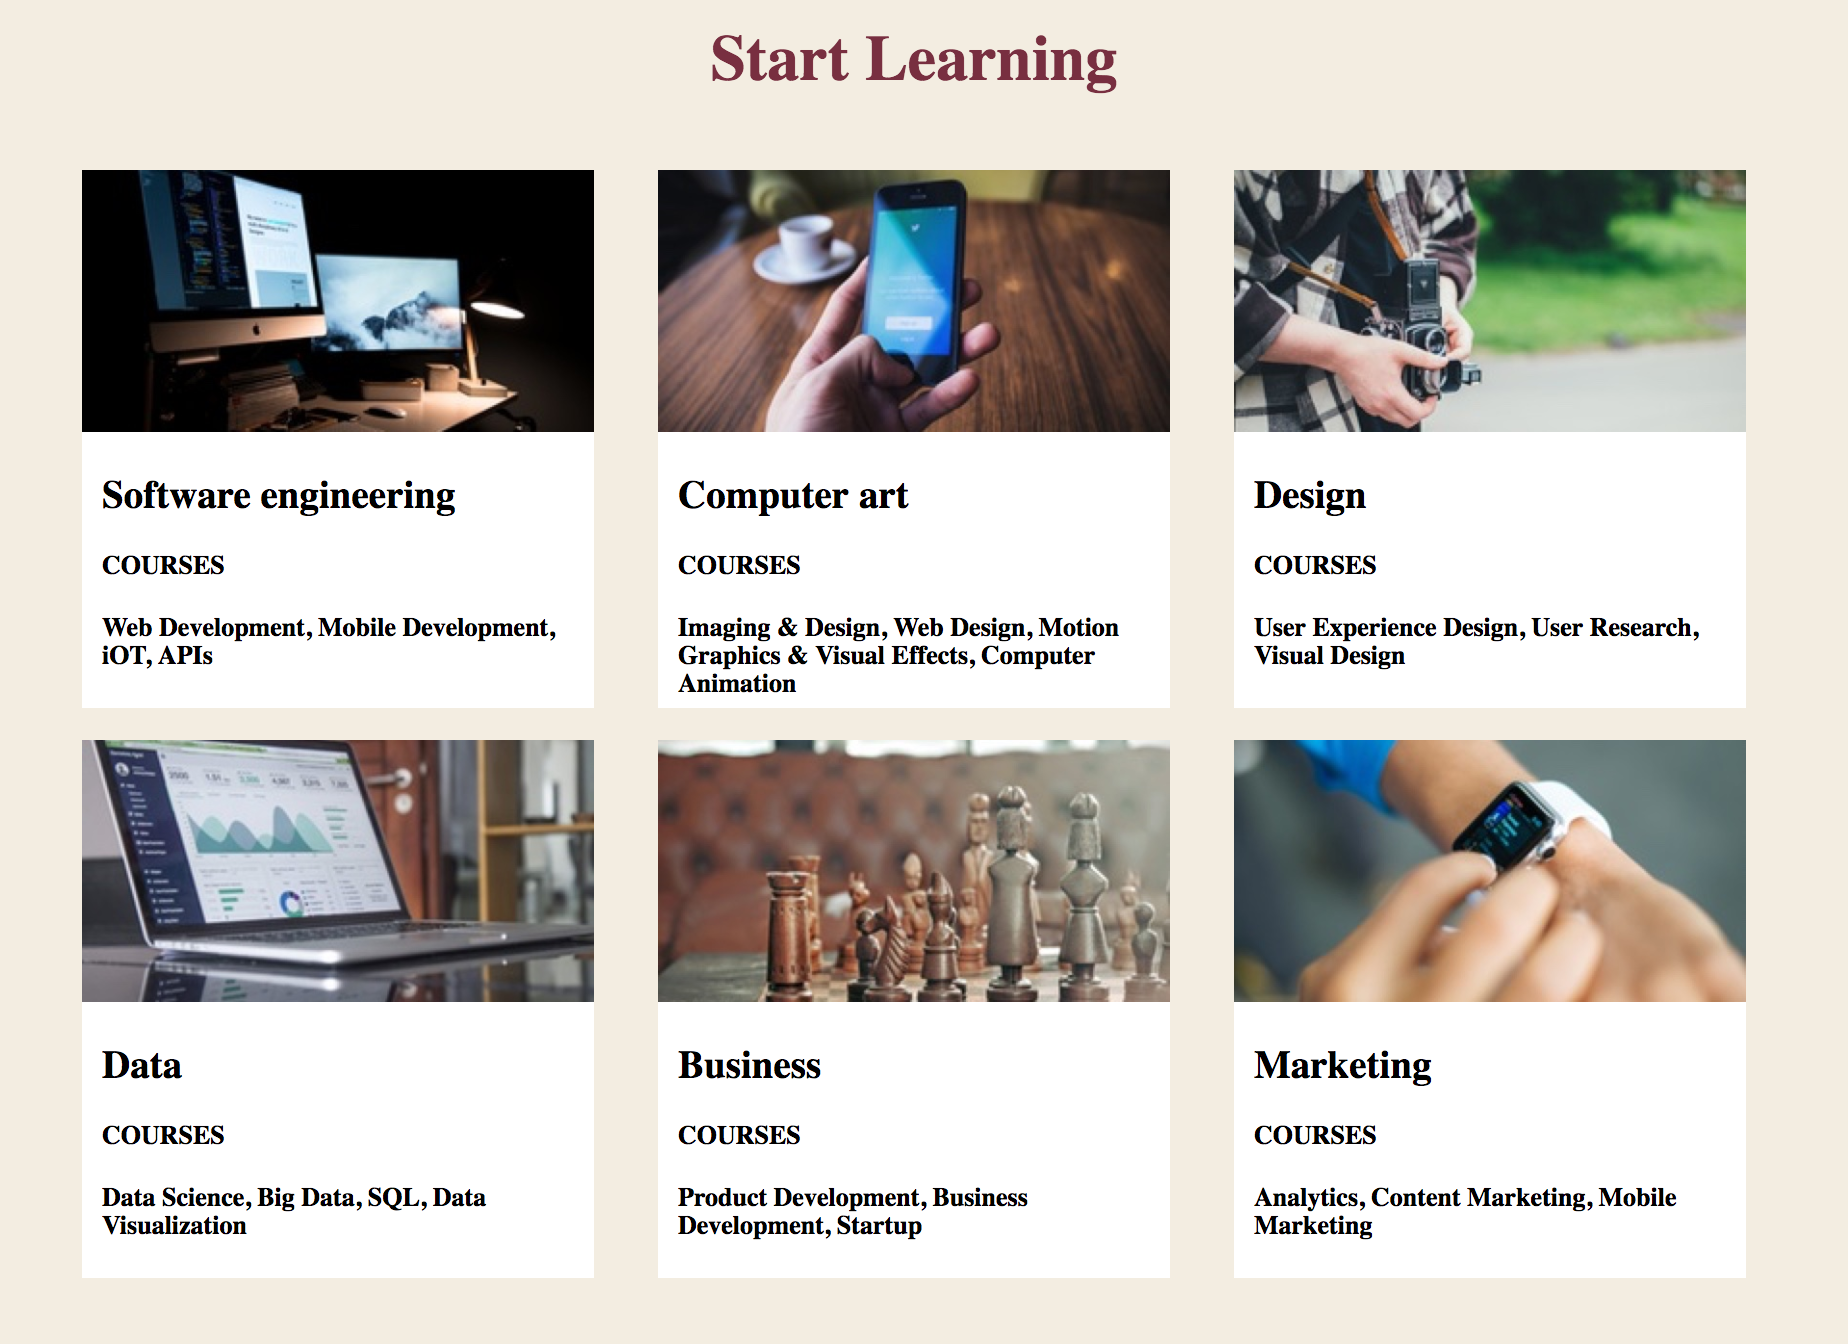 Start Learning
Software engineering
COURSES
Web Development, Mobile Development,
iOT, APIs
Computer art
COURSES
Imaging & Design, Web Design, Motion
Graphics & Visual Effects, Computer
Animation
Design
COURSES
User Experience Design, User Research,
Visual Design
Data
COURSES
Data Science, Big Data, SQL, Data
Visualization
Business
COURSES
Product Development, Business
Development, Startup
Marketing
COURSES
Analytics, Content Marketing, Mobile
Marketing